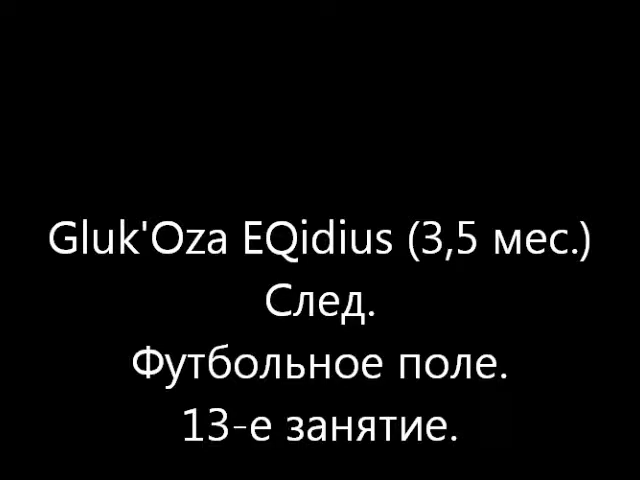 Gluk'Oza EQidius (3,5 мес.)
След.
Футбольное поле.
13-е занятие.